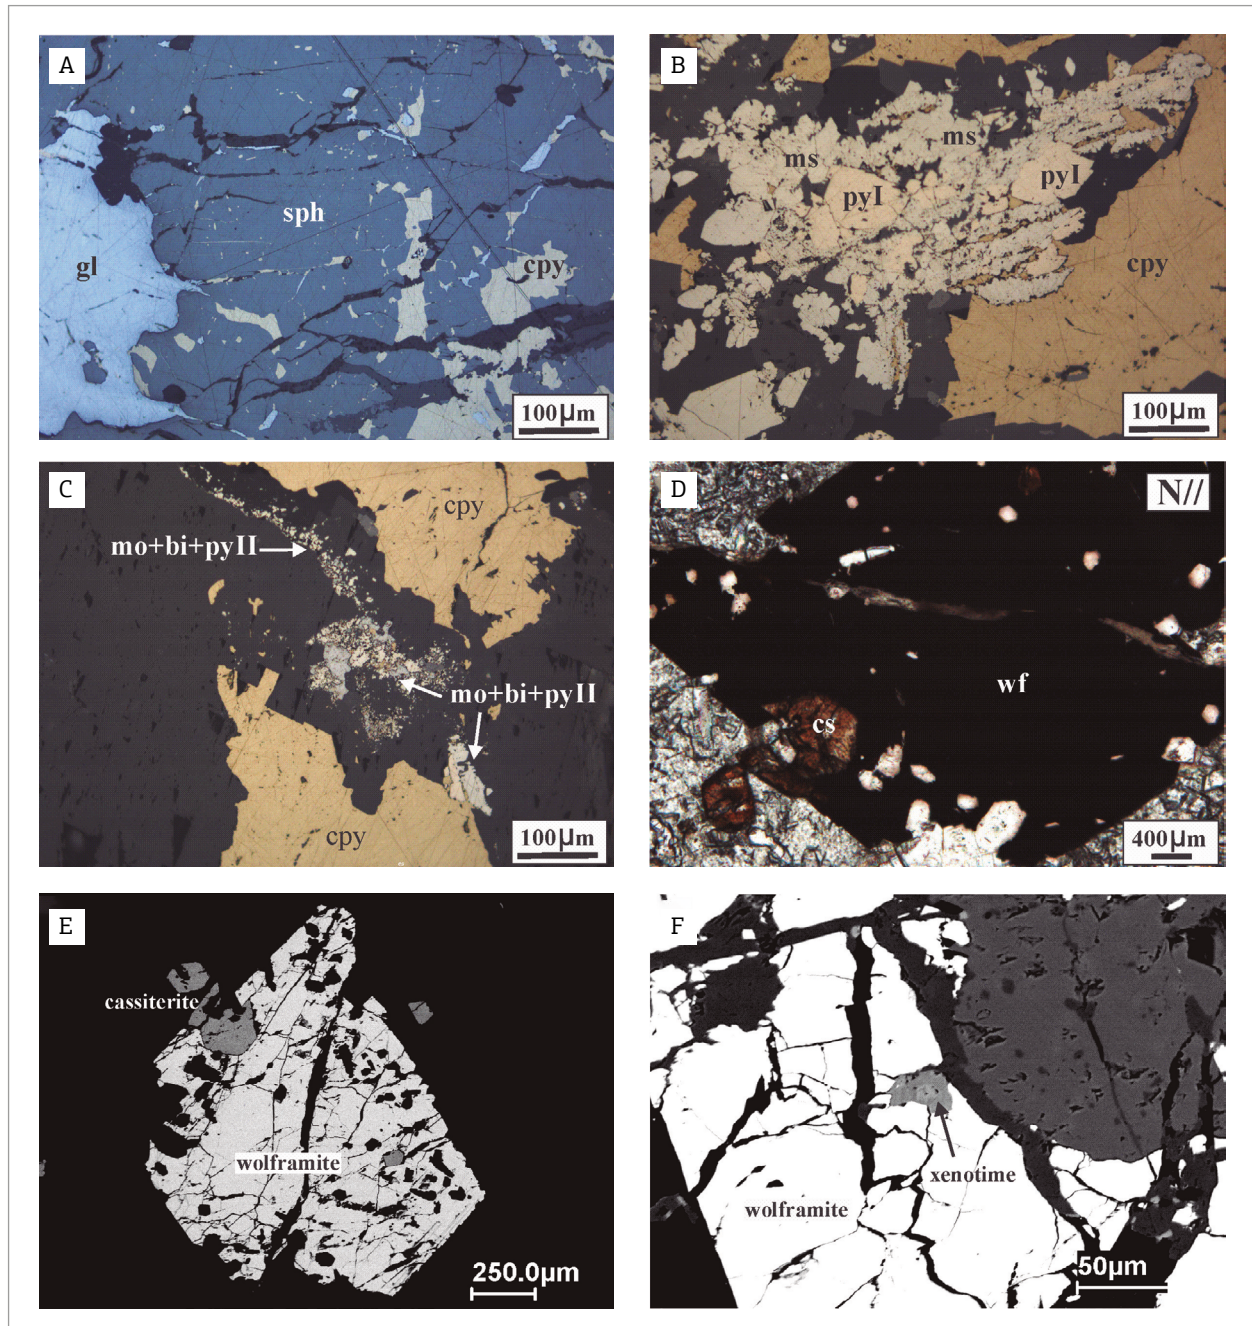 A
gl
sph
cpy
100µm
B
ms
ms
pyI
pyI
cpy
100µm
C
cpy
mo+bi+pyII
mo+bi+pyII
cpy
100µm
D
N//
wf
cs
400µm
E
cassiterite
wolframite
250.0µm
F
xenotime
wolframite
50µm